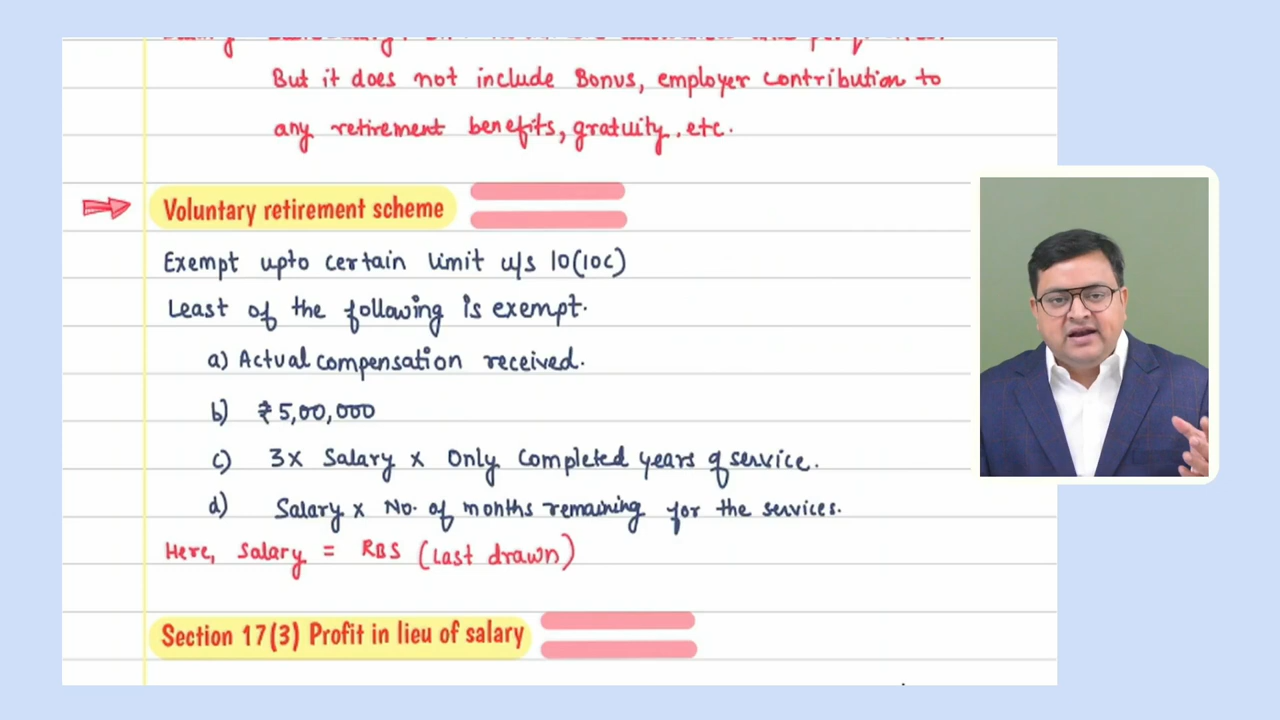 But it does not include Bonus, employer contribution to
any retirement benefits, gratuity, etc.
Voluntary retirement scheme
Exempt upto certain limit u/s 10(10C)
Least of the following is exempt.
a) Actual compensation received.
b) ₹ 5,00,000
c) 3x Salary x Only Completed years of service.
d) Salary x No. of months remaining for the services.
Here, Salary = RBS (Last drawn)
Section 17(3) Profit in lieu of salary